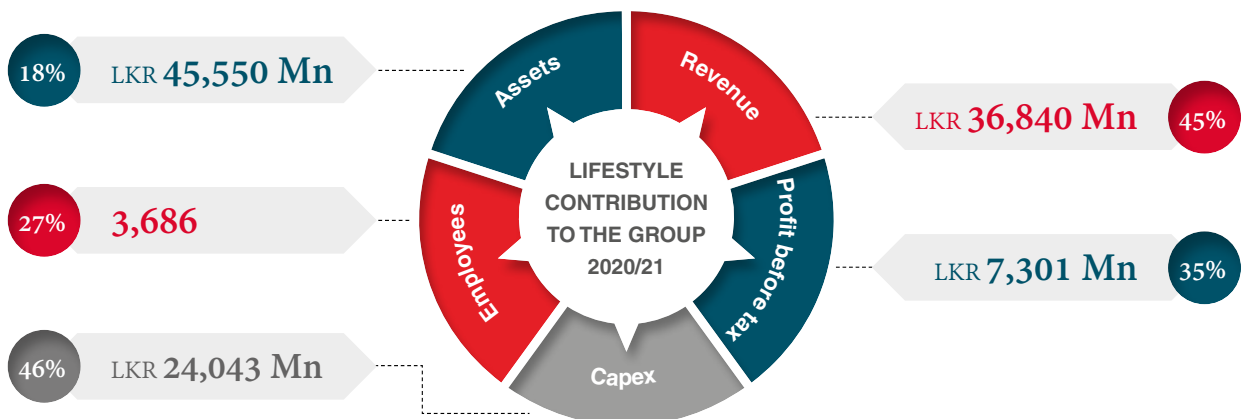 18%
LKR 45,550 Mn
27%
3,686
46%
LKR 24,043 Mn
Assets
Revenue
Employees
Profit before tax
Capex
LIFESTYLE
CONTRIBUTION
TO THE GROUP
2020/21
LKR 36,840 Mn
45%
LKR 7,301 Mn
35%